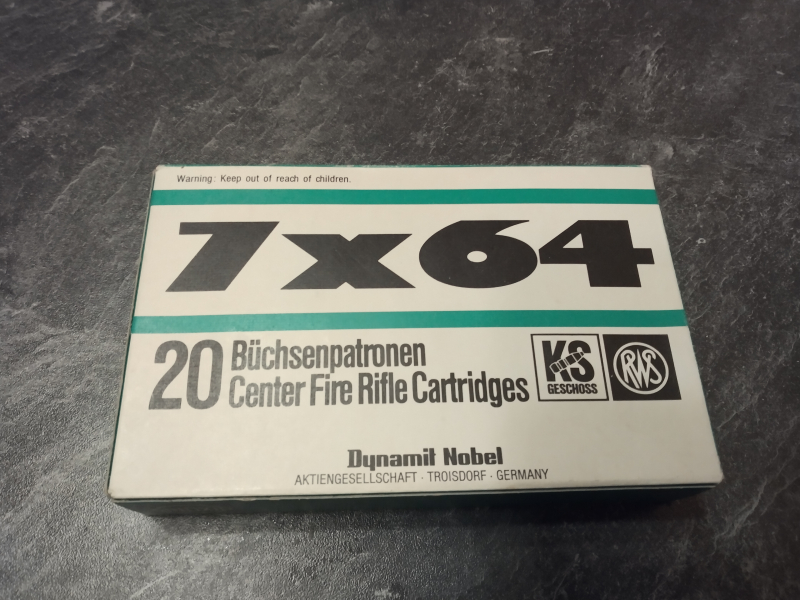 Warning: Keep out of reach of children.
7x64
20 Büchsenpatronen
Center Fire Rifle Cartridges
KS
GESCHOSS
RWS
Dynamit Nobel
AKTIENGESELLSCHAFT · TROISDORF · GERMANY